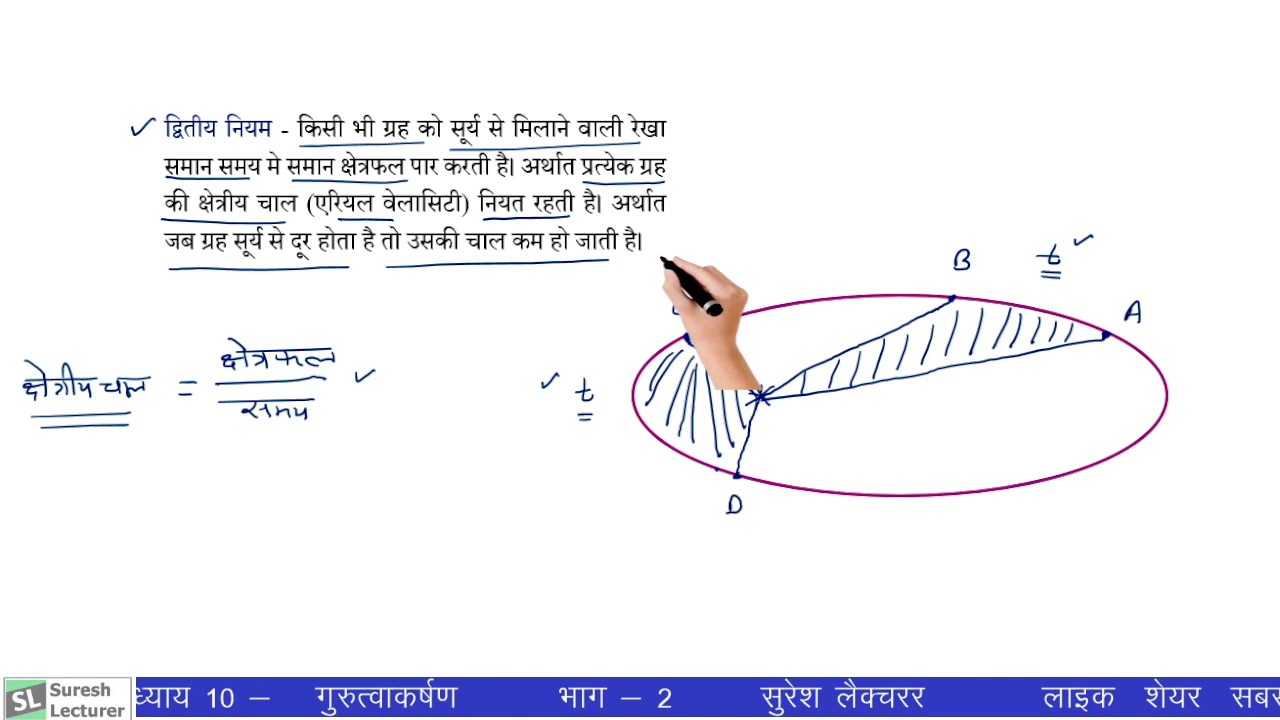 द्वितीय नियम - किसी भी ग्रह को सूर्य से मिलाने वाली रेखा
समान समय मे समान क्षेत्रफल पार करती है। अर्थात प्रत्येक ग्रह
की क्षेत्रीय चाल (एरियल वेलासिटी) नियत रहती है। अर्थात
जब ग्रह सूर्य से दूर होता है तो उसकी चाल कम हो जाती है।
B
t
A
क्षेत्रीय चाल = क्षेत्रफल
समय
t
D
SL Suresh
Lecturer
ध्याय 10 – गुरुत्वाकर्षण भाग – 2 सुरेश लैक्चरर लाइक शेयर सबस